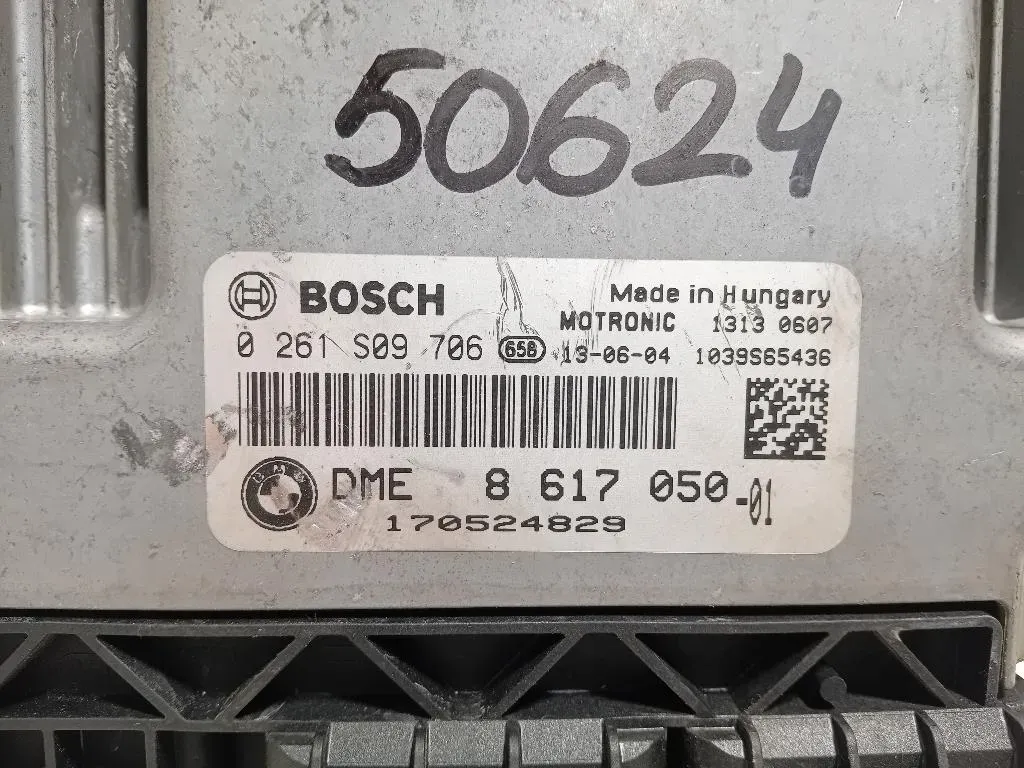 50624
BOSCH
Made in Hungary
MOTRONIC 1313 0607
0 261 S09 706 658 13-06-04 1039S65436
DME 8 617 050-01
170524829